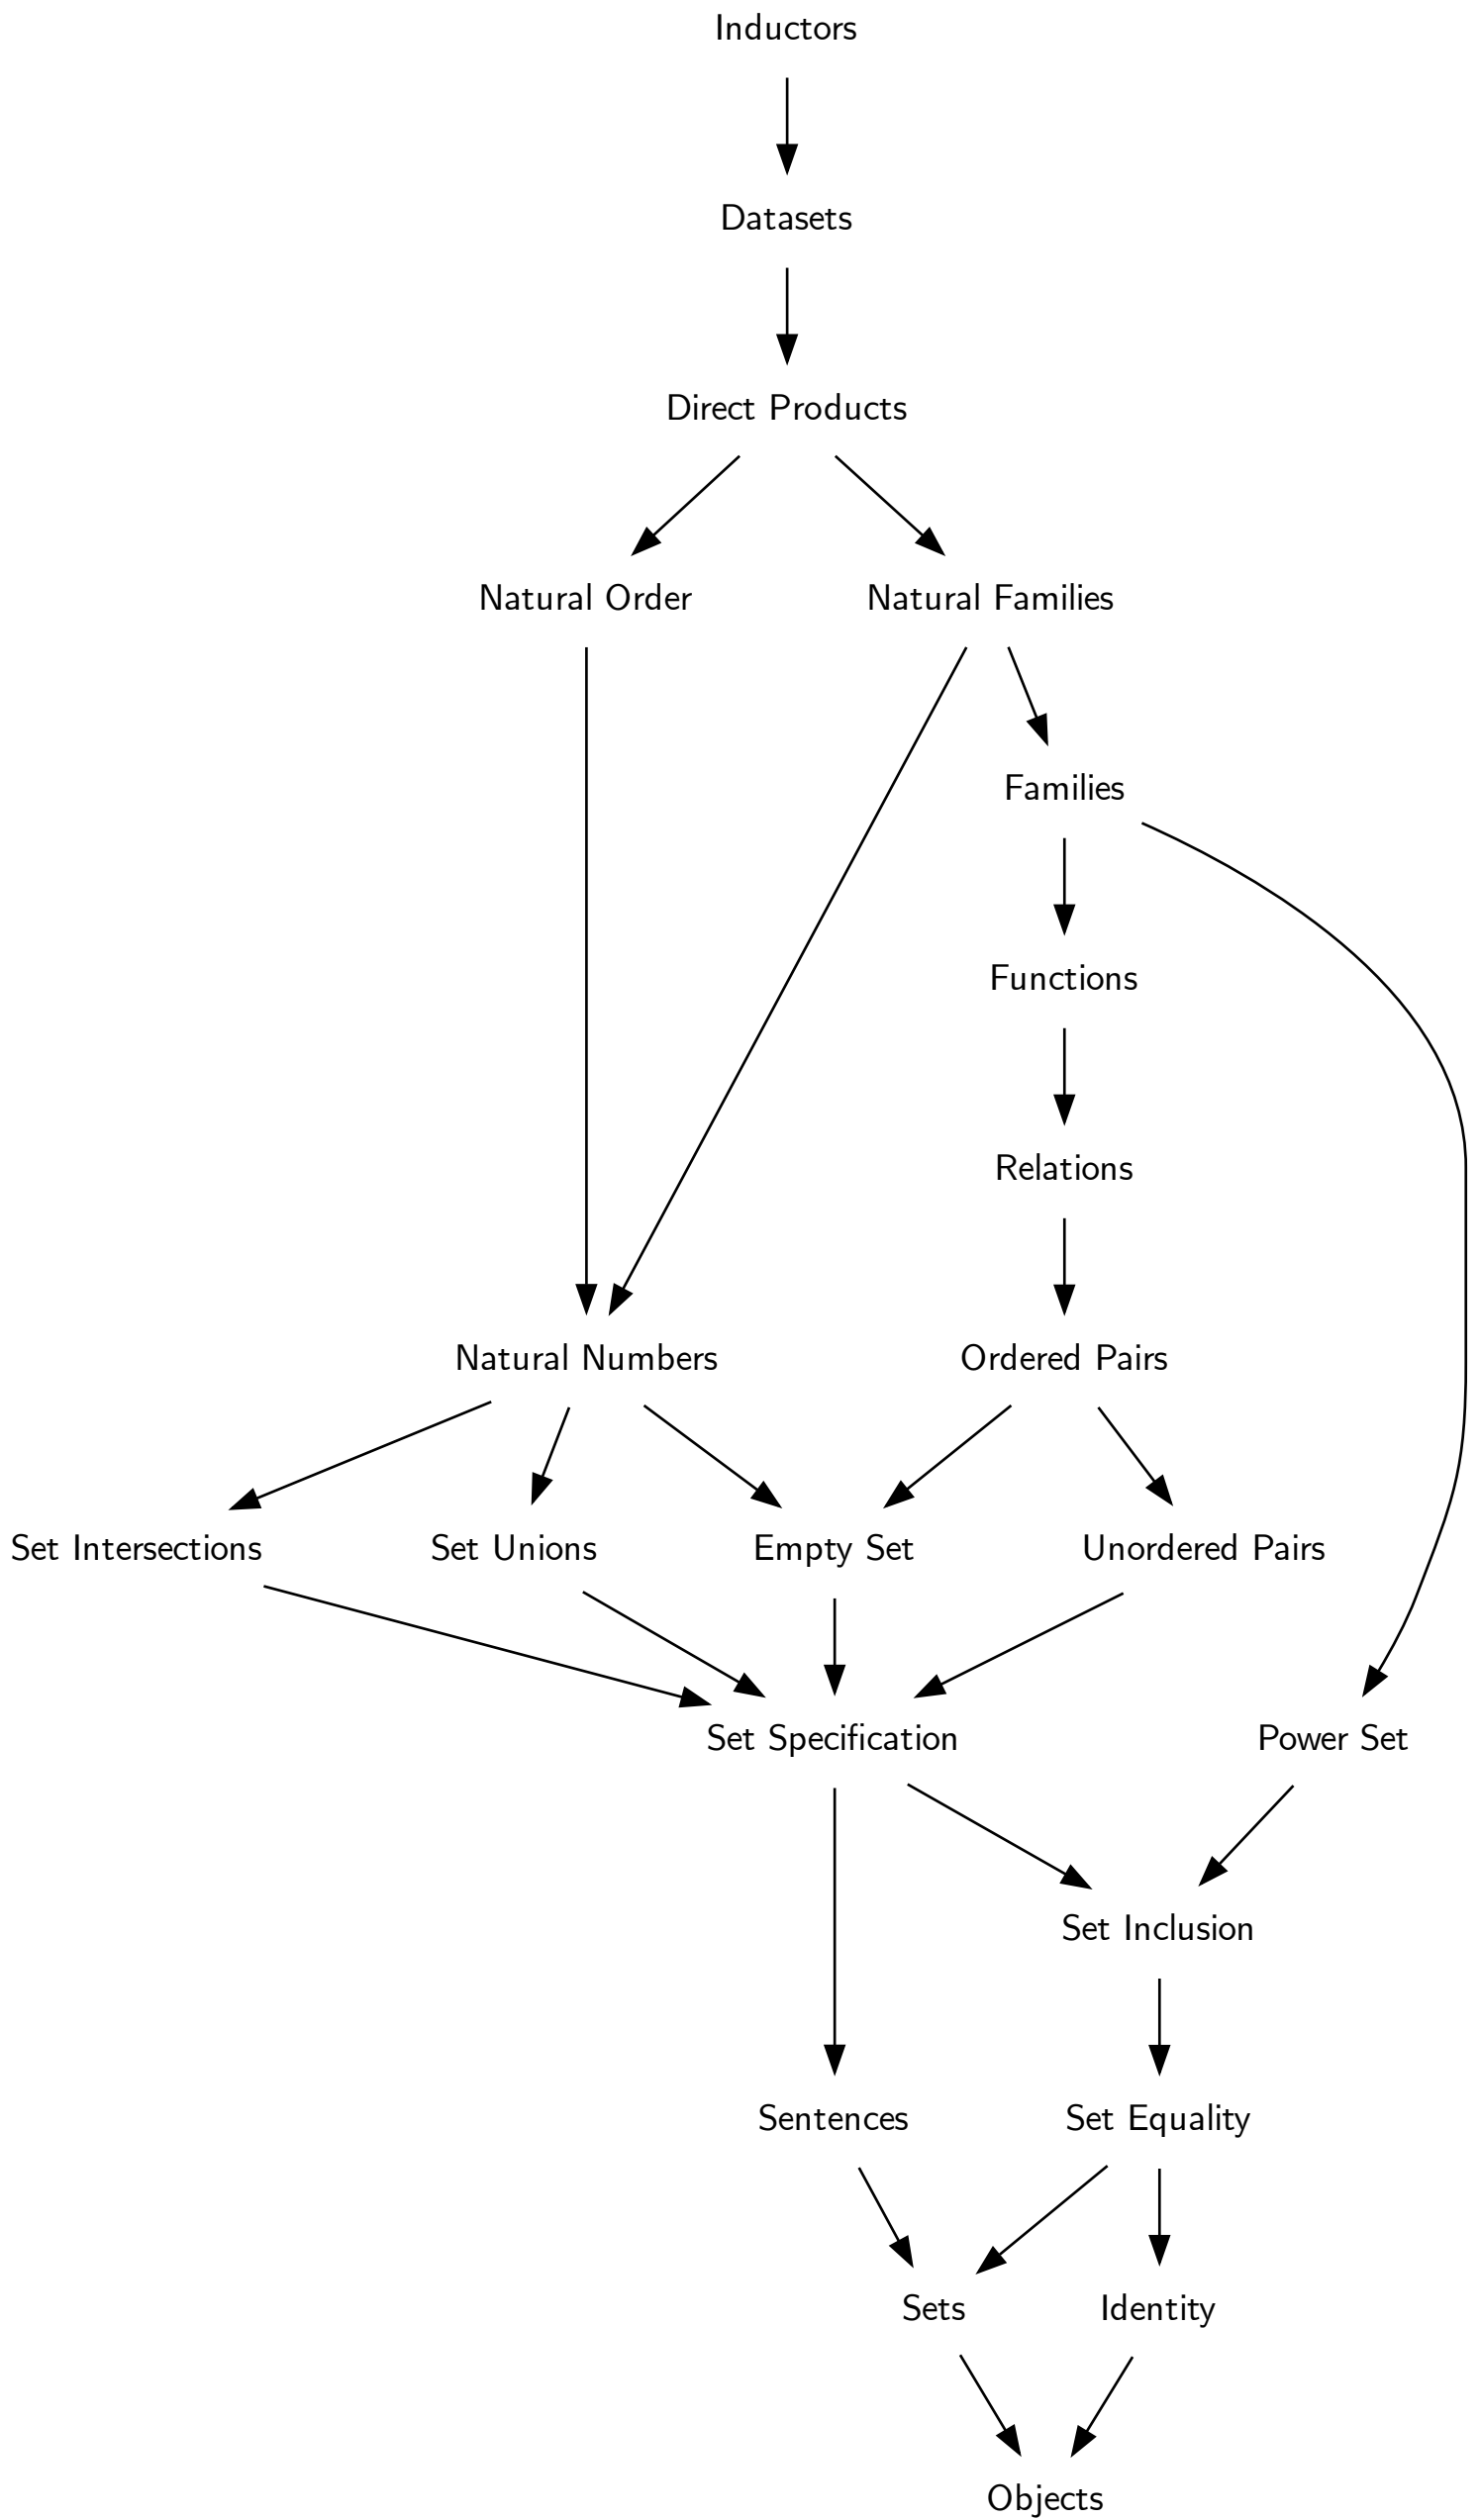 Inductors
Datasets
Direct Products
Natural Order
Natural Families
Families
Functions
Relations
Natural Numbers
Ordered Pairs
Set Intersections
Set Unions
Empty Set
Unordered Pairs
Set Specification
Power Set
Set Inclusion
Sentences
Set Equality
Sets
Identity
Objects